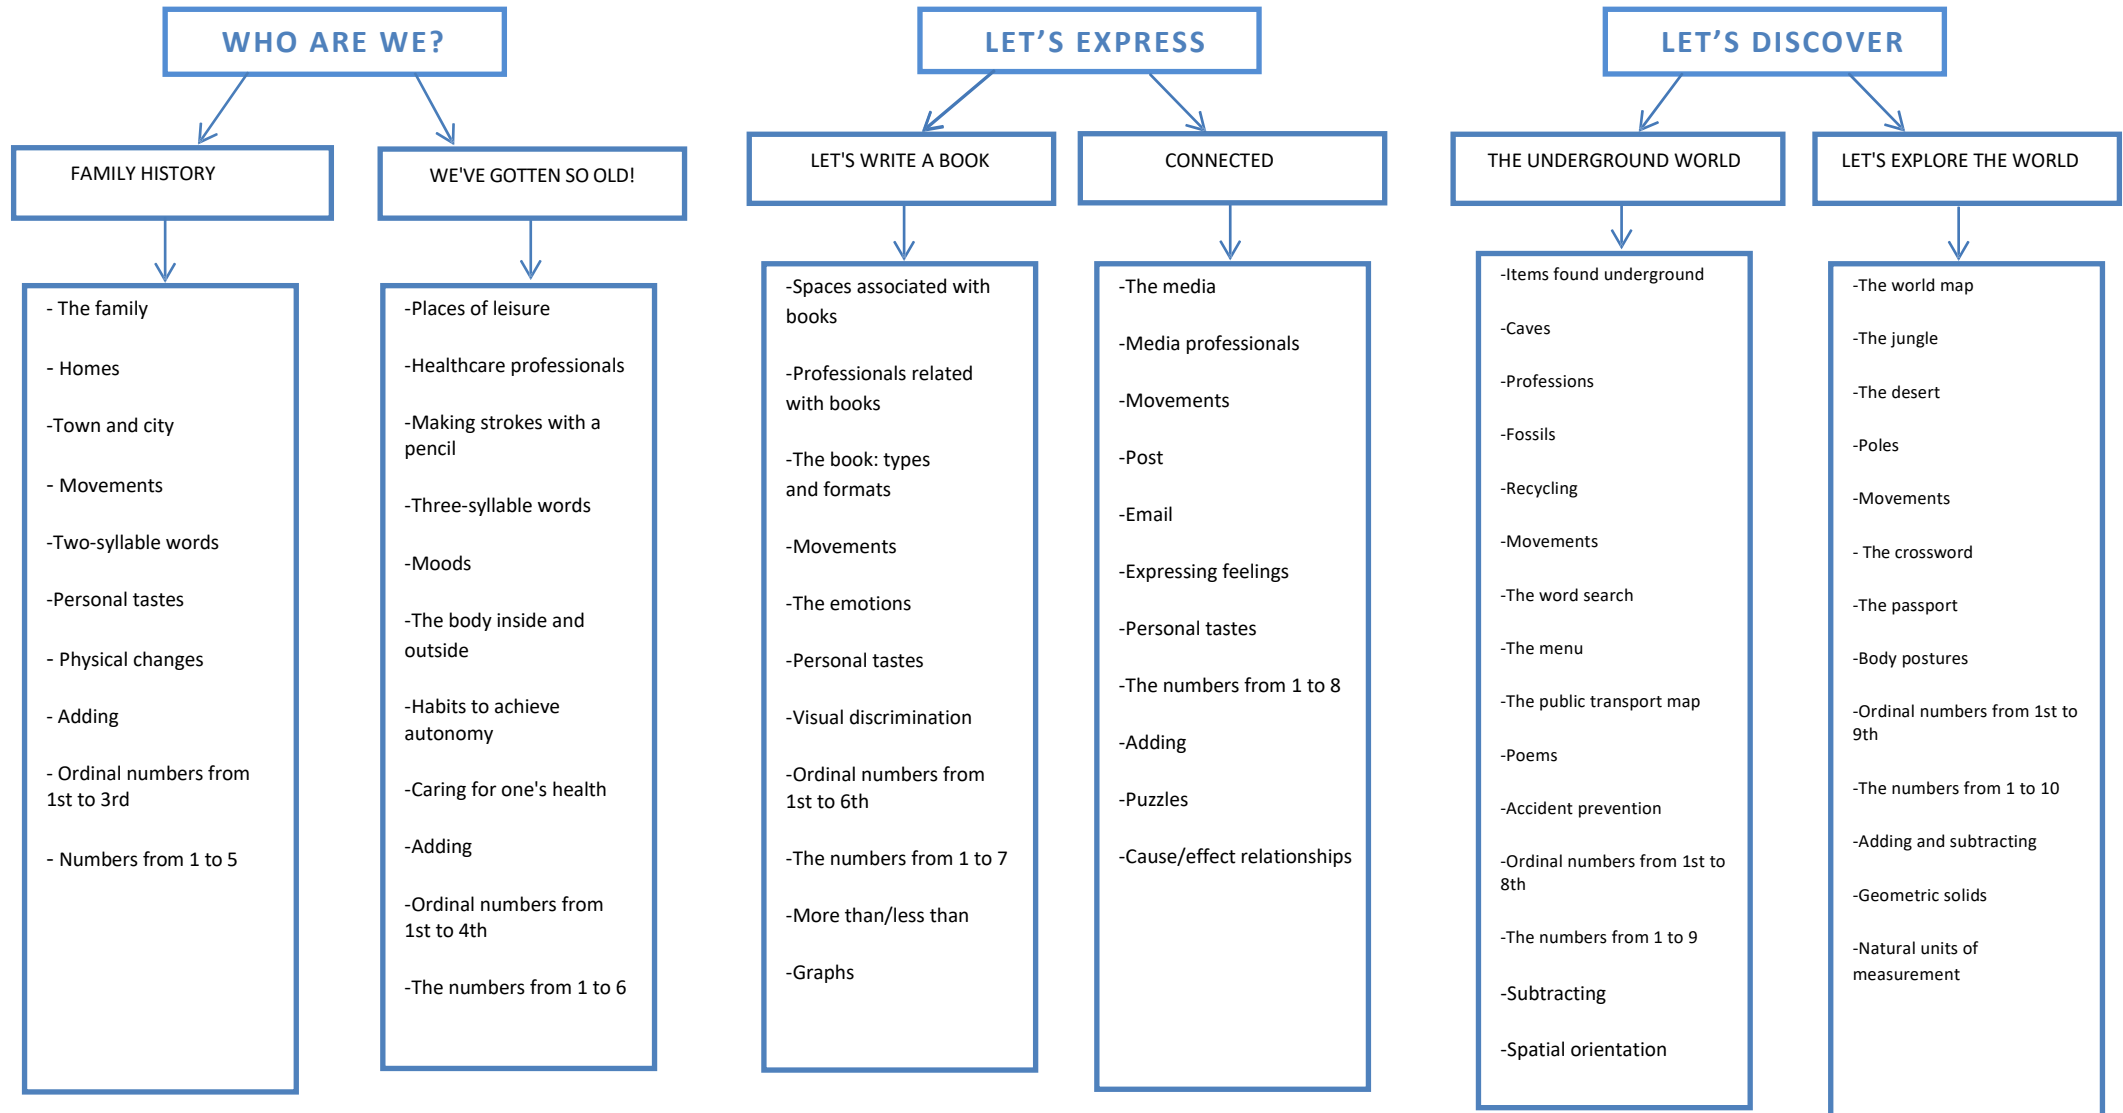 WHO ARE WE?
FAMILY HISTORY
- The family
- Homes
-Town and city
- Movements
-Two-syllable words
-Personal tastes
- Physical changes
- Adding
- Ordinal numbers from
1st to 3rd
- Numbers from 1 to 5
WE'VE GOTTEN SO OLD!
-Places of leisure
-Healthcare professionals
-Making strokes with a
pencil
-Three-syllable words
-Moods
-The body inside and
outside
-Habits to achieve
autonomy
-Caring for one's health
-Adding
-Ordinal numbers from
1st to 4th
-The numbers from 1 to 6
LET’S EXPRESS
LET'S WRITE A BOOK
-Spaces associated with
books
-Professionals related
with books
-The book: types
and formats
-Movements
-The emotions
-Personal tastes
-Visual discrimination
-Ordinal numbers from
1st to 6th
-The numbers from 1 to 7
-More than/less than
-Graphs
CONNECTED
-The media
-Media professionals
-Movements
-Post
-Email
-Expressing feelings
-Personal tastes
-The numbers from 1 to 8
-Adding
-Puzzles
-Cause/effect relationships
LET’S DISCOVER
THE UNDERGROUND WORLD
-Items found underground
-Caves
-Professions
-Fossils
-Recycling
-Movements
-The word search
-The menu
-The public transport map
-Poems
-Accident prevention
-Ordinal numbers from 1st to
8th
-The numbers from 1 to 9
-Subtracting
-Spatial orientation
LET'S EXPLORE THE WORLD
-The world map
-The jungle
-The desert
-Poles
-Movements
- The crossword
-The passport
-Body postures
-Ordinal numbers from 1st to
9th
-The numbers from 1 to 10
-Adding and subtracting
-Geometric solids
-Natural units of
measurement